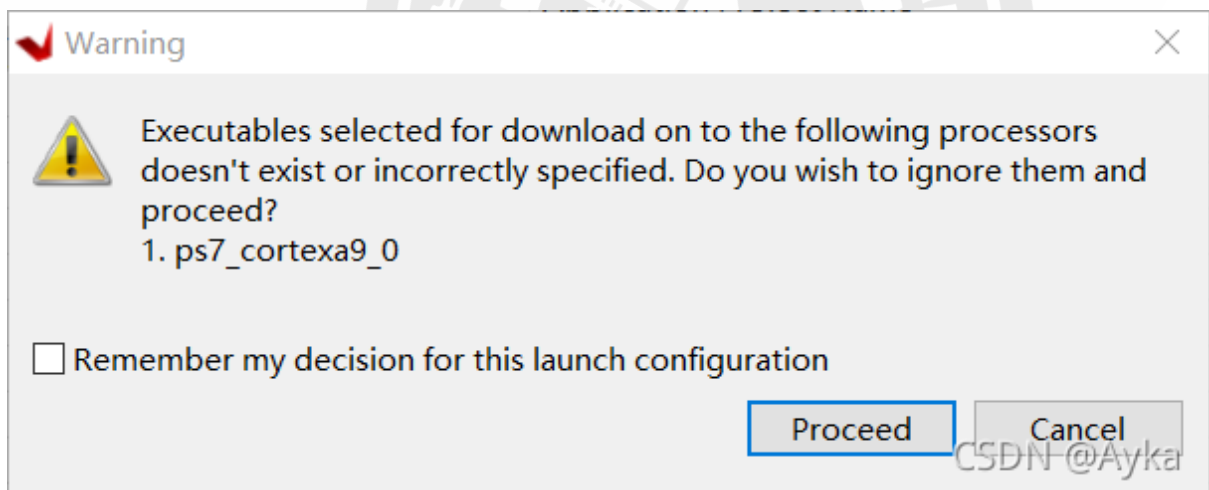 Warning
Executables selected for download on to the following processors
doesn't exist or incorrectly specified. Do you wish to ignore them and
proceed?
1. ps7_cortexa9_0
Remember my decision for this launch configuration
Proceed
Cancel
CSDN @Ayka